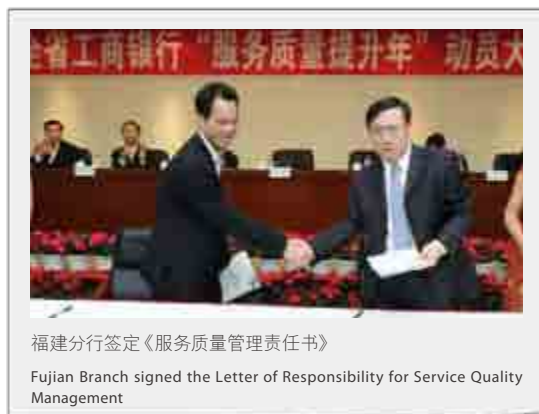 全省工商银行“服务质量提升年”动员大
福建分行签定《服务质量管理责任书》
Fujian Branch signed the Letter of Responsibility for Service Quality
Management